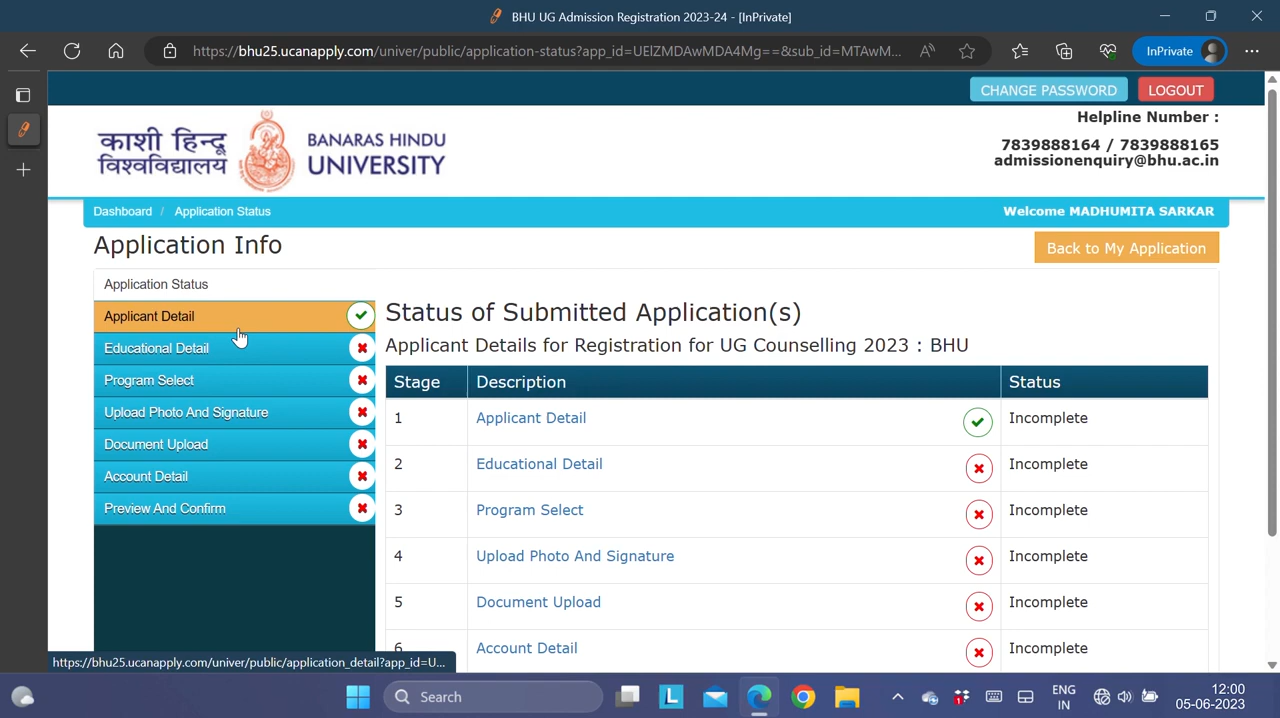 BHU UG Admission Registration 2023-24 - [InPrivate]
https://bhu25.ucanapply.com/univer/public/application-status?app_id=UElZMDAwMDA4Mg==&sub_id=MTAwM...
InPrivate
CHANGE PASSWORD
LOGOUT
Helpline Number :
7839888164 / 7839888165
admissionenquiry@bhu.ac.in
काशी हिन्दू
विश्वविद्यालय
BANARAS HINDU
UNIVERSITY
Dashboard / Application Status
Welcome MADHUMITA SARKAR
Application Info
Back to My Application
Application Status
Applicant Detail
Educational Detail
Program Select
Upload Photo And Signature
Document Upload
Account Detail
Preview And Confirm
Status of Submitted Application(s)
Applicant Details for Registration for UG Counselling 2023 : BHU
Stage Description Status
1 Applicant Detail Incomplete
2 Educational Detail Incomplete
3 Program Select Incomplete
4 Upload Photo And Signature Incomplete
5 Document Upload Incomplete
6 Account Detail Incomplete
https://bhu25.ucanapply.com/univer/public/application_detail?app_id=U...
Search
ENG
IN
12:00
05-06-2023